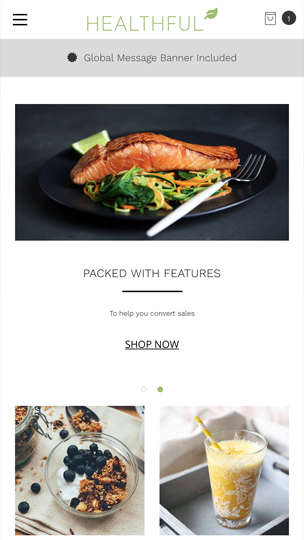 HEALTHFUL
1
Global Message Banner Included
PACKED WITH FEATURES
To help you convert sales
SHOP NOW